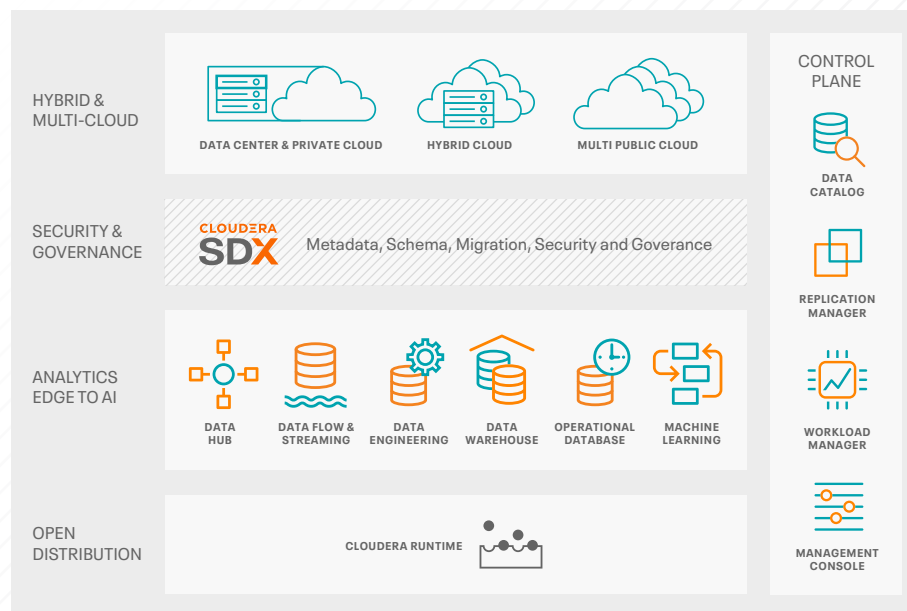 HYBRID &
MULTI-CLOUD
DATA CENTER & PRIVATE CLOUD
HYBRID CLOUD
MULTI PUBLIC CLOUD
SECURITY &
GOVERNANCE
CLOUDERA
SDX
Metadata, Schema, Migration, Security and Goverance
ANALYTICS
EDGE TO AI
DATA
HUB
DATA FLOW &
STREAMING
DATA
ENGINEERING
DATA
WAREHOUSE
OPERATIONAL
DATABASE
MACHINE
LEARNING
OPEN
DISTRIBUTION
CLOUDERA RUNTIME
CONTROL
PLANE
DATA
CATALOG
REPLICATION
MANAGER
WORKLOAD
MANAGER
MANAGEMENT
CONSOLE